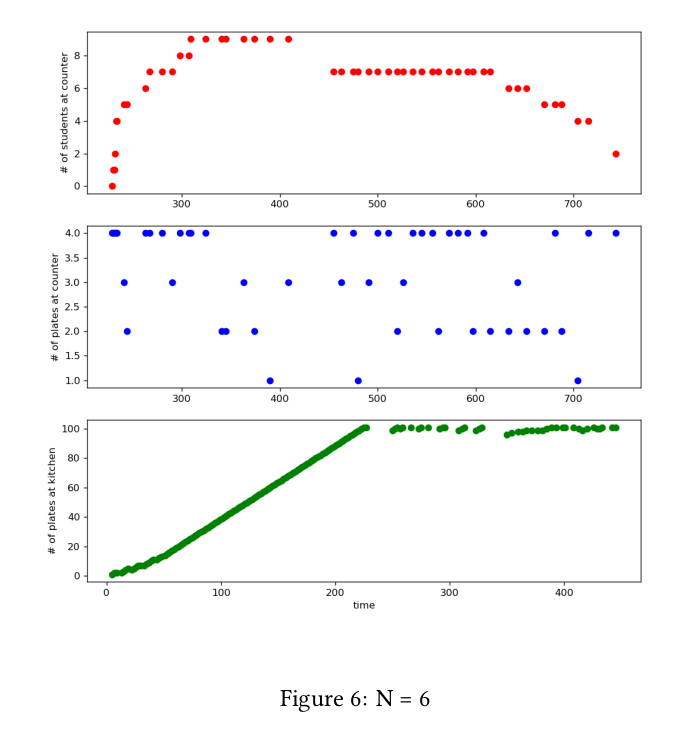 # of students at counter
8
6
4
2
0
300 400 500 600 700
# of plates at counter
4.0
3.5
3.0
2.5
2.0
1.5
1.0
300 400 500 600 700
# of plates at kitchen
100
80
60
40
20
0
0 100 200 300 400
time
Figure 6: N = 6